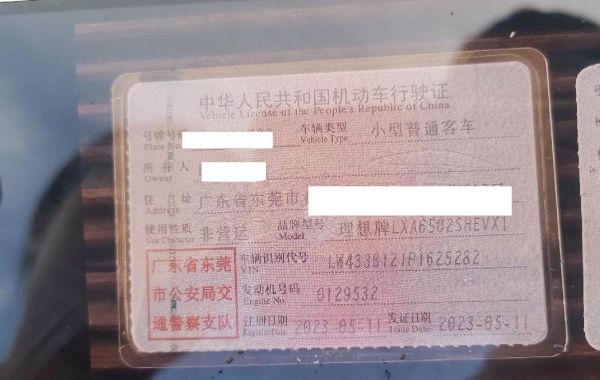 中华人民共和国机动车行驶证
Vehicle License of the People's Republic of China
号牌号码 车辆类型 小型普通客车
Plate No. Vehicle Type
所有人
Owner
住址 广东省东莞市
Address
使用性质 非营运 品牌型号 理想牌LXA6502SHEVX1
Use Character Model
车辆识别代号 LW433B121P1625282
VIN
发动机号码 0129532
Engine No.
注册日期 2023-05-11 发证日期 2023-05-11
Register Date Issue Date
广东省东莞
市公安局交
通警察支队